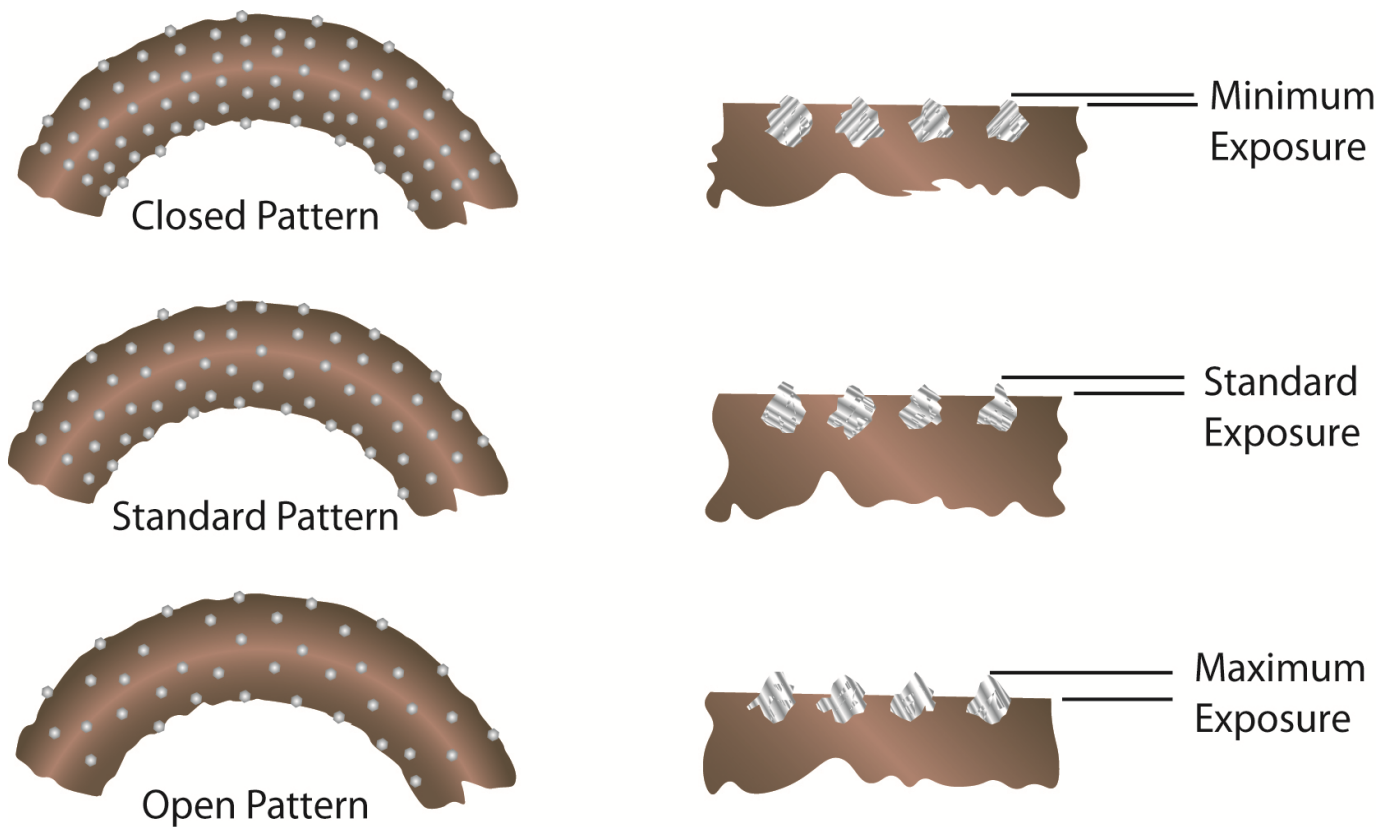 Closed Pattern
Minimum
Exposure
Standard Pattern
Standard
Exposure
Open Pattern
Maximum
Exposure